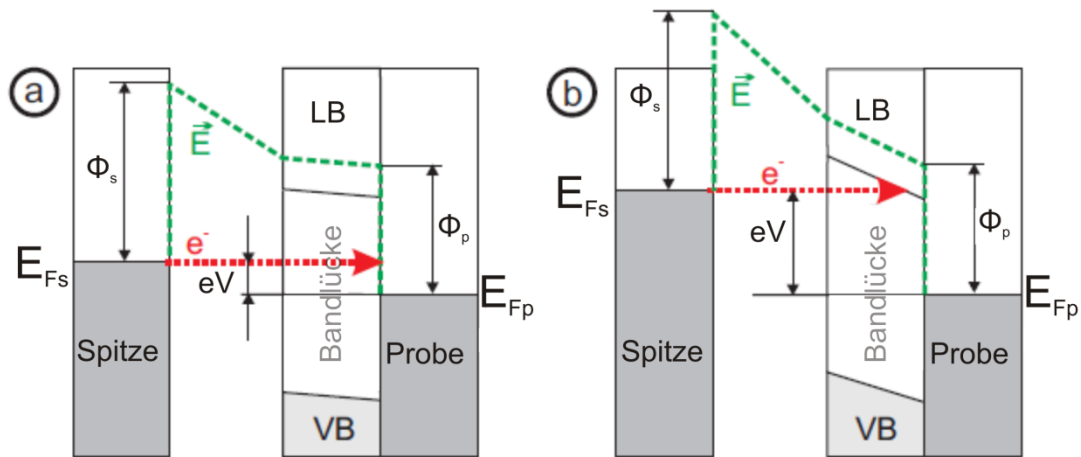 a
Φs
E
LB
e-
EFs
eV
Bandlücke
Φp
EFp
Spitze
Probe
VB
b
Φs
E
LB
e-
EFs
eV
Bandlücke
Φp
EFp
Spitze
Probe
VB